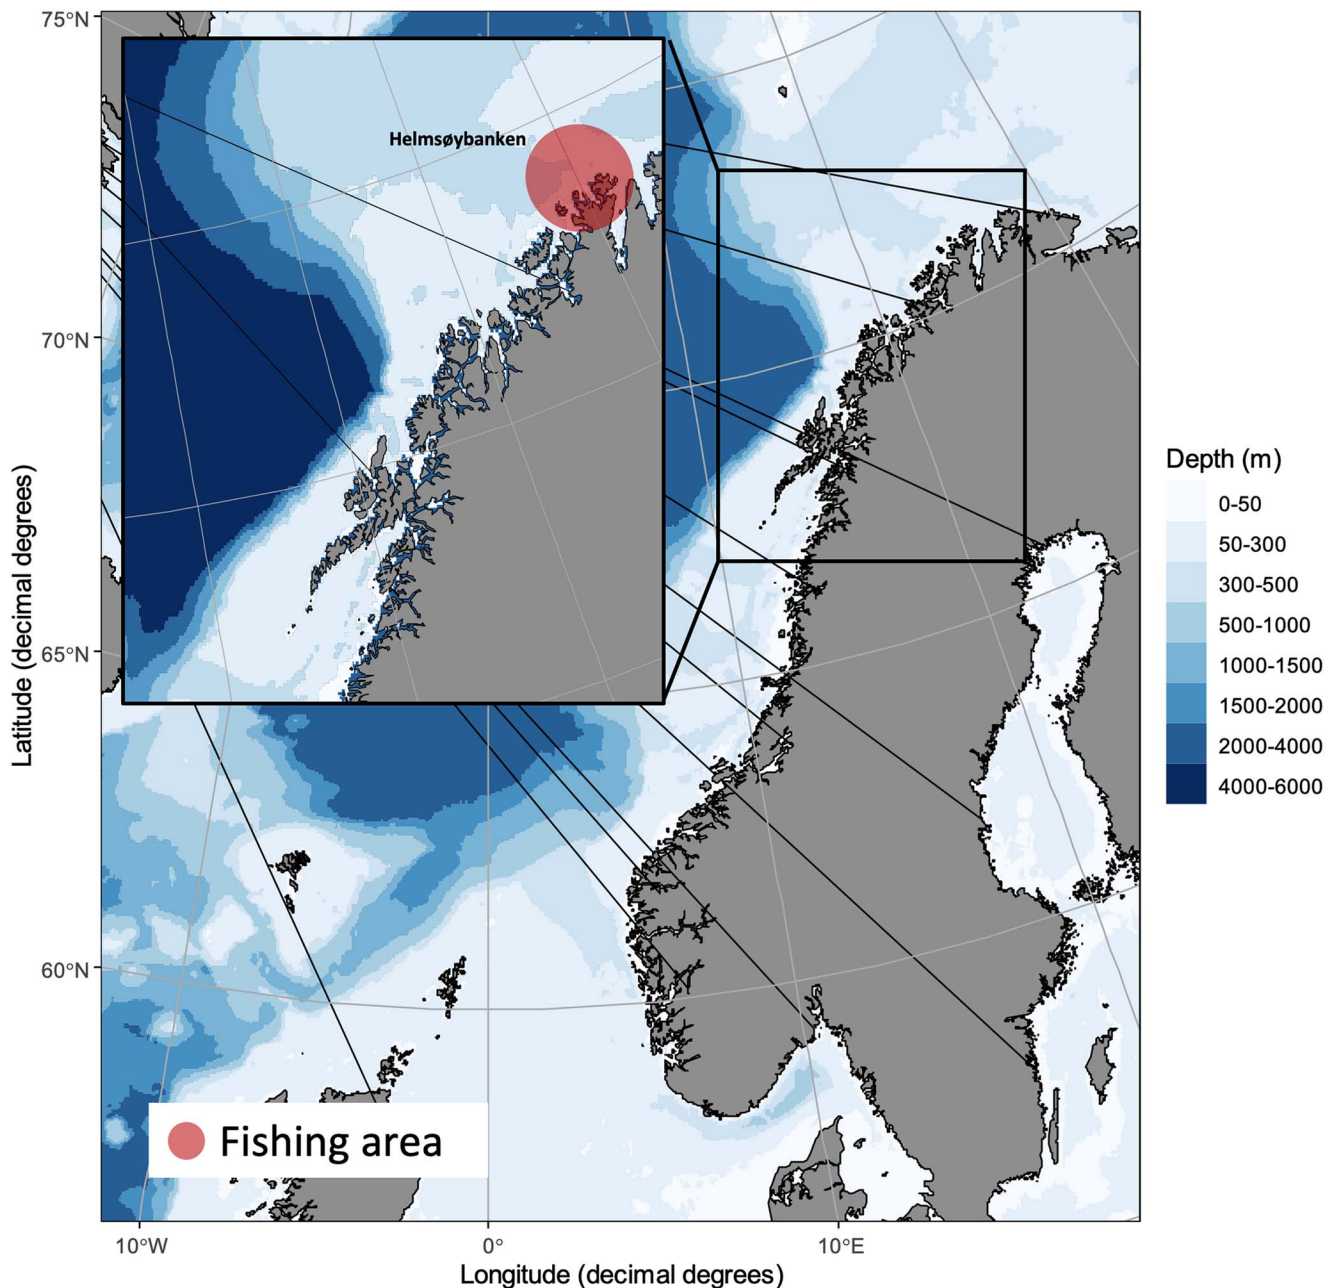 75°N
70°N
65°N
60°N
Latitude (decimal degrees)
Helmsøybanken
Fishing area
Depth (m)
0-50
50-300
300-500
500-1000
1000-1500
1500-2000
2000-4000
4000-6000
10°W
0°
10°E
Longitude (decimal degrees)